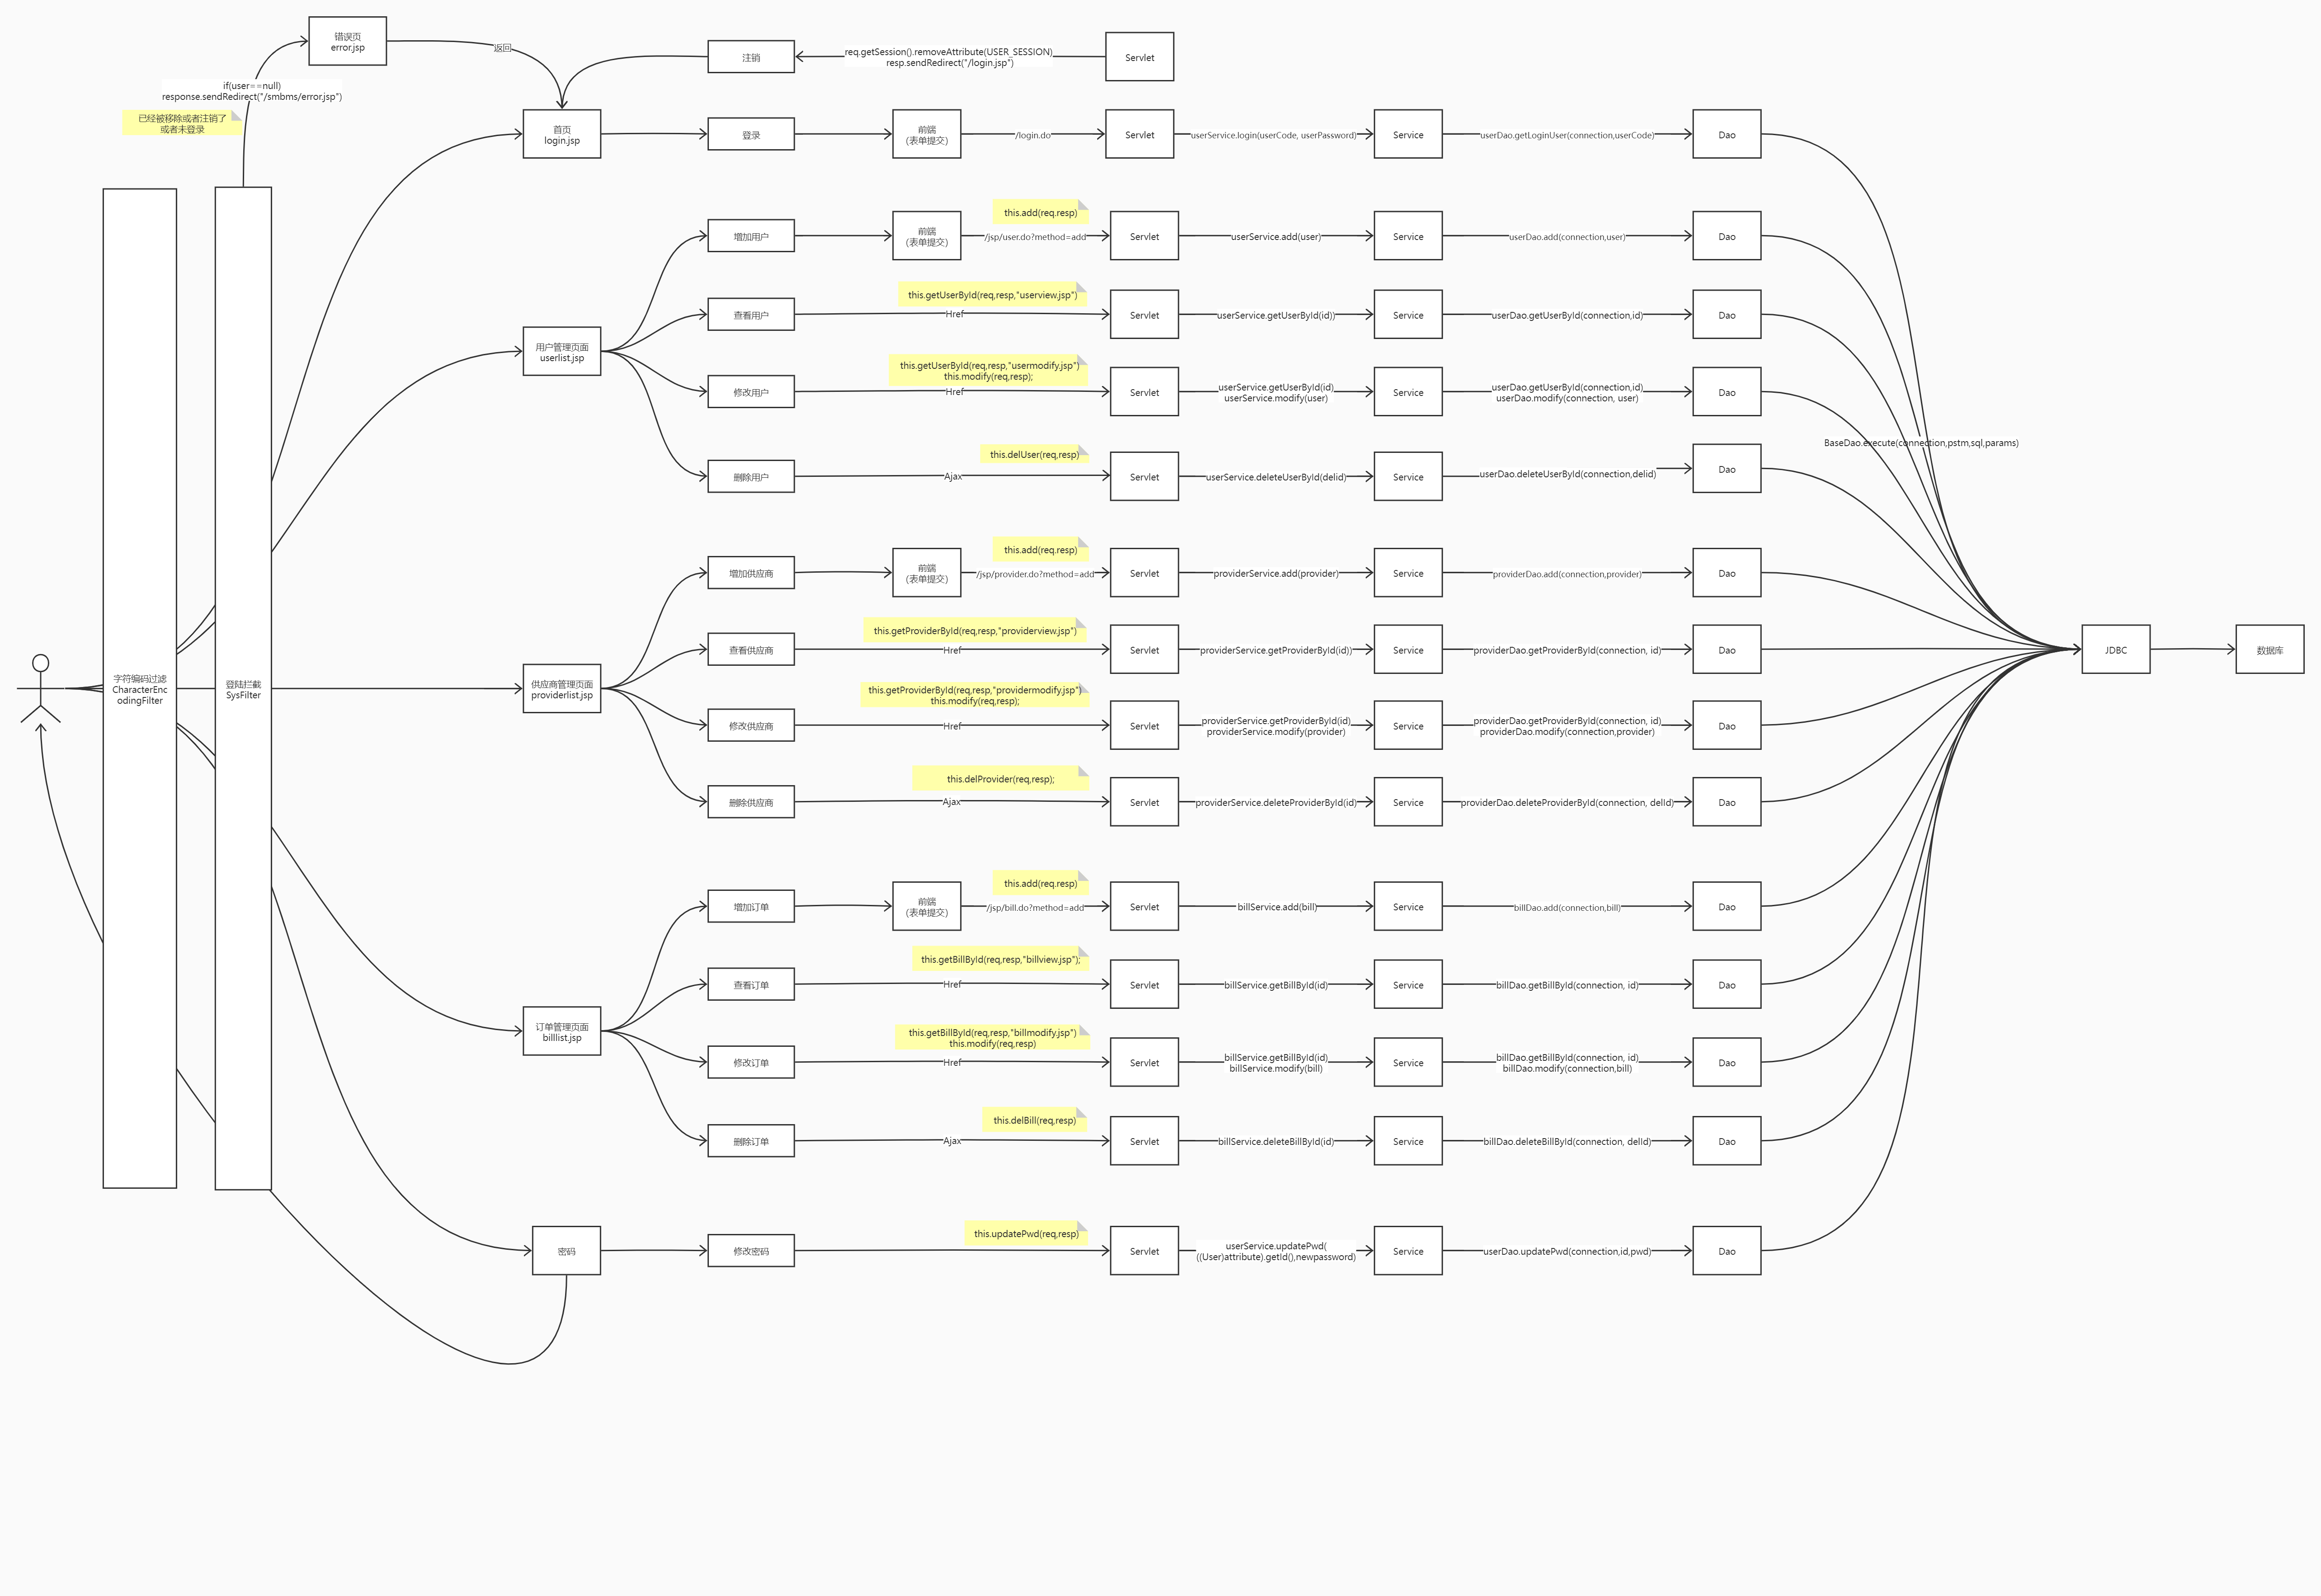 错误页
error.jsp
返回
注销
req.getSession().removeAttribute(USER_SESSION)
resp.sendRedirect("/login.jsp")
Servlet
if(user==null)
response.sendRedirect("/smbms/error.jsp")
已经被移除或者注销了
或者未登录
首页
login.jsp
登录
前端
(表单提交)
/login.do
Servlet
userService.login(userCode, userPassword)
Service
userDao.getLoginUser(connection,userCode)
Dao
this.add(req.resp)
增加用户
前端
(表单提交)
/jsp/user.do?method=add
Servlet
userService.add(user)
Service
userDao.add(connection,user)
Dao
this.getUserById(req,resp,"userview.jsp")
查看用户
Href
Servlet
userService.getUserById(id))
Service
userDao.getUserById(connection,id)
Dao
用户管理页面
userlist.jsp
this.getUserById(req,resp,"usermodify.jsp")
this.modify(req,resp);
修改用户
Href
Servlet
userService.getUserById(id)
userService.modify(user)
Service
userDao.getUserById(connection,id)
userDao.modify(connection, user)
Dao
BaseDao.execute(connection,pstm,sql,params)
this.delUser(req,resp)
删除用户
Ajax
Servlet
userService.deleteUserById(delid)
Service
userDao.deleteUserById(connection,delid)
Dao
this.add(req.resp)
增加供应商
前端
(表单提交)
/jsp/provider.do?method=add
Servlet
providerService.add(provider)
Service
providerDao.add(connection,provider)
Dao
this.getProviderById(req,resp,"providerview.jsp")
查看供应商
Href
Servlet
providerService.getProviderById(id))
Service
providerDao.getProviderById(connection, id)
Dao
JDBC
数据库
字符编码过滤
CharacterEnc
odingFilter
登陆拦截
SysFilter
供应商管理页面
providerlist.jsp
this.getProviderById(req,resp,"providermodify.jsp")
this.modify(req,resp);
修改供应商
Href
Servlet
providerService.getProviderById(id)
providerService.modify(provider)
Service
providerDao.getProviderById(connection, id)
providerDao.modify(connection,provider)
Dao
this.delProvider(req,resp);
删除供应商
Ajax
Servlet
providerService.deleteProviderById(id)
Service
providerDao.deleteProviderById(connection, delId)
Dao
this.add(req.resp)
增加订单
前端
(表单提交)
/jsp/bill.do?method=add
Servlet
billService.add(bill)
Service
billDao.add(connection,bill)
Dao
this.getBillById(req,resp,"billview.jsp");
查看订单
Href
Servlet
billService.getBillById(id)
Service
billDao.getBillById(connection, id)
Dao
订单管理页面
billlist.jsp
this.getBillById(req,resp,"billmodify.jsp")
this.modify(req,resp)
修改订单
Href
Servlet
billService.getBillById(id)
billService.modify(bill)
Service
billDao.getBillById(connection, id)
billDao.modify(connection,bill)
Dao
this.delBill(req,resp)
删除订单
Ajax
Servlet
billService.deleteBillById(id)
Service
billDao.deleteBillById(connection, delId)
Dao
密码
修改密码
this.updatePwd(req,resp)
Servlet
userService.updatePwd(
((User)attribute).getId(),newpassword)
Service
userDao.updatePwd(connection,id,pwd)
Dao